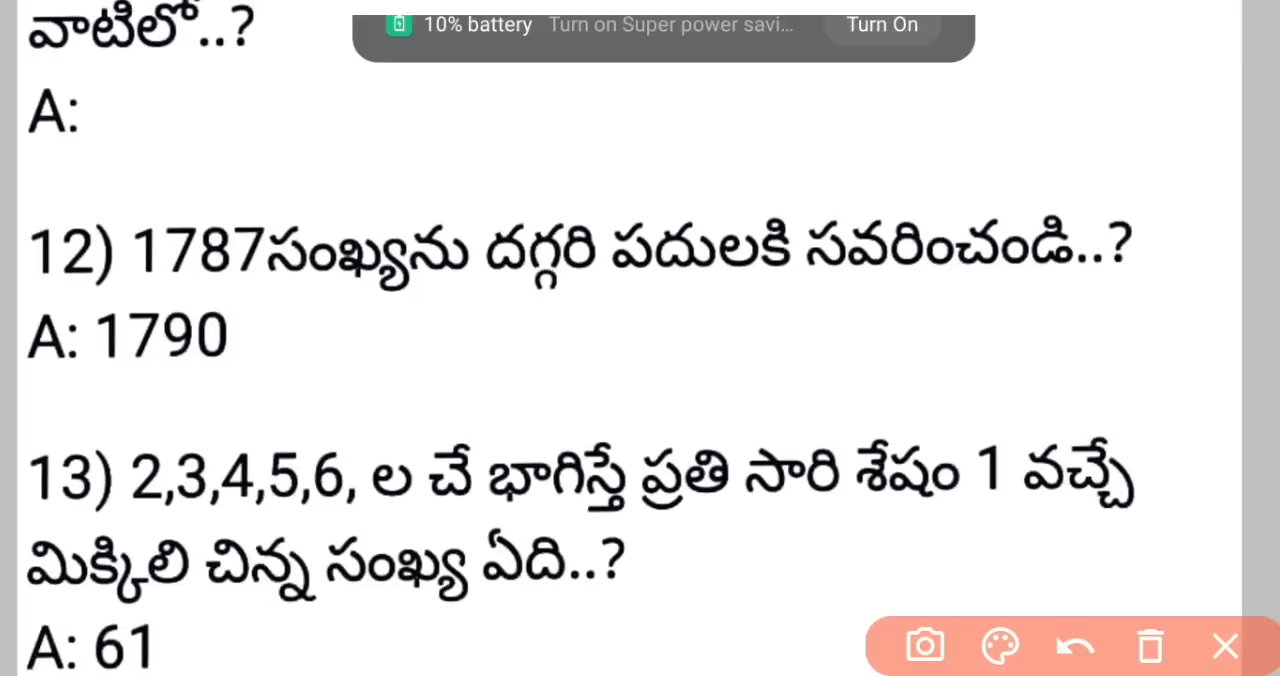 వాటిలో..?
10% battery Turn on Super power savi... Turn On
A:
12) 1787సంఖ్యను దగ్గరి పదులకి సవరించండి..?
A: 1790
13) 2,3,4,5,6, ల చే భాగిస్తే ప్రతి సారి శేషం 1 వచ్చే
మిక్కిలి చిన్న సంఖ్య ఏది..?
A: 61